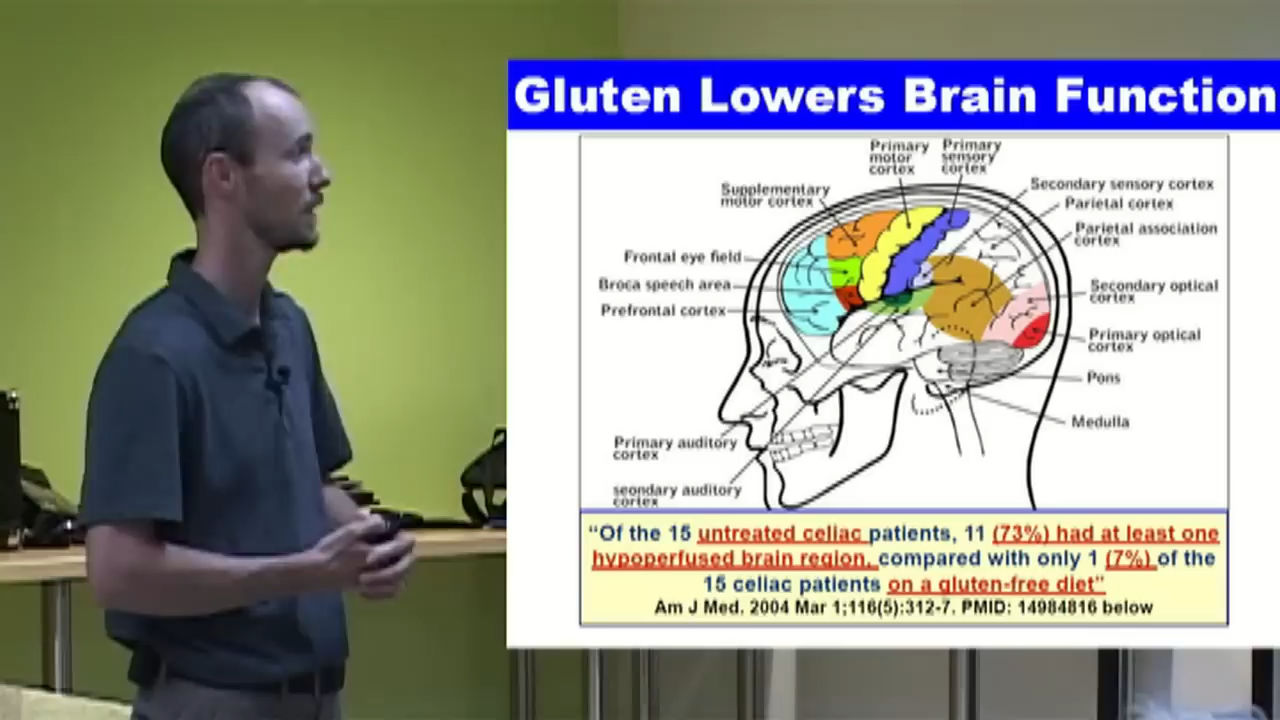 Gluten Lowers Brain Function
Primary
motor
cortex
Primary
sensory
cortex
Supplementary
motor cortex
Secondary sensory cortex
Parietal cortex
Parietal association
cortex
Frontal eye field
Broca speech area
Prefrontal cortex
Secondary optical
cortex
Primary optical
cortex
Pons
Medulla
Primary auditory
cortex
seondary auditory
cortex
“Of the 15 untreated celiac patients, 11 (73%) had at least one
hypoperfused brain region, compared with only 1 (7%) of the
15 celiac patients on a gluten-free diet”
Am J Med. 2004 Mar 1;116(5):312-7. PMID: 14984816 below